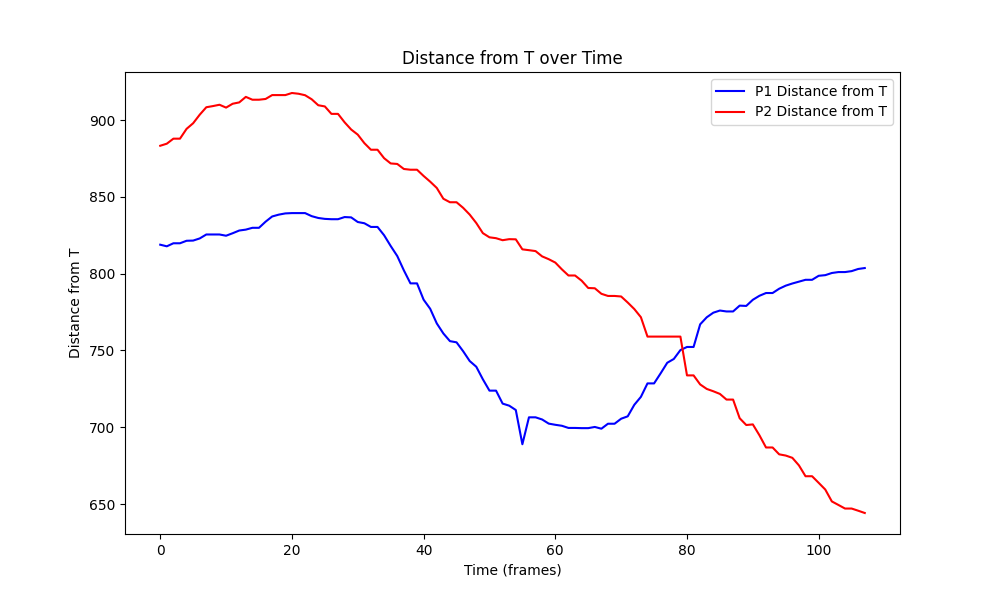 Distance from T over Time
P1 Distance from T
P2 Distance from T
Distance from T
900
850
800
750
700
650
0 20 40 60 80 100
Time (frames)